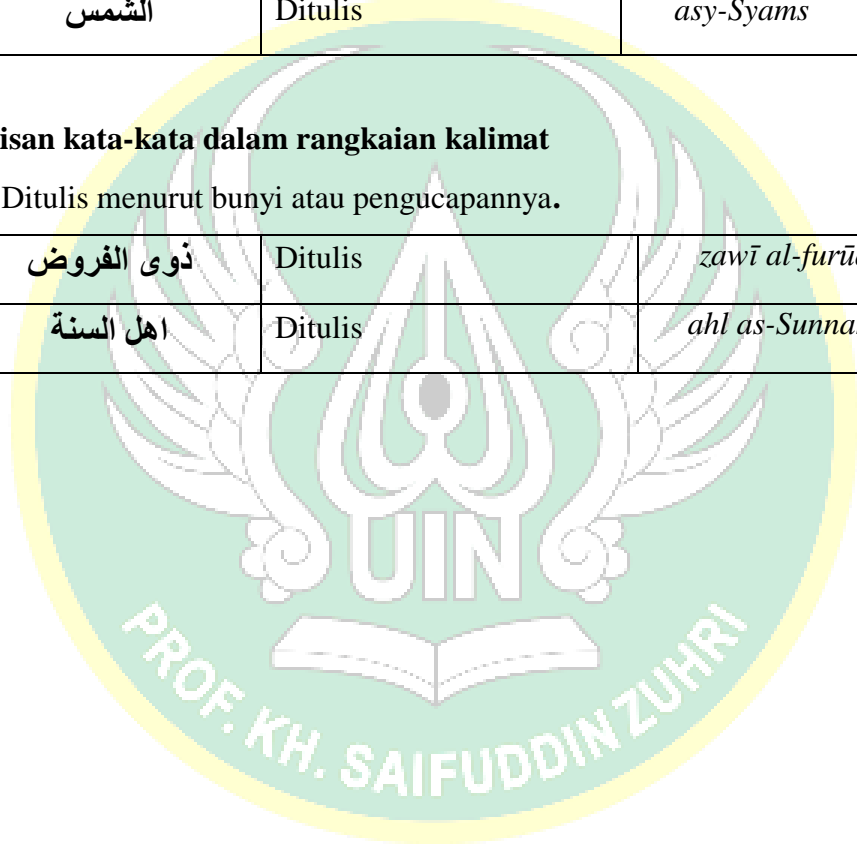 الشمس Ditulis asy-Syams
isan kata-kata dalam rangkaian kalimat
Ditulis menurut bunyi atau pengucapannya.
ذوى الفروض Ditulis zawī al-furū
اهل السنة Ditulis ahl as-Sunna
UIN
PROF. KH. SAIFUDDIN ZUHRI